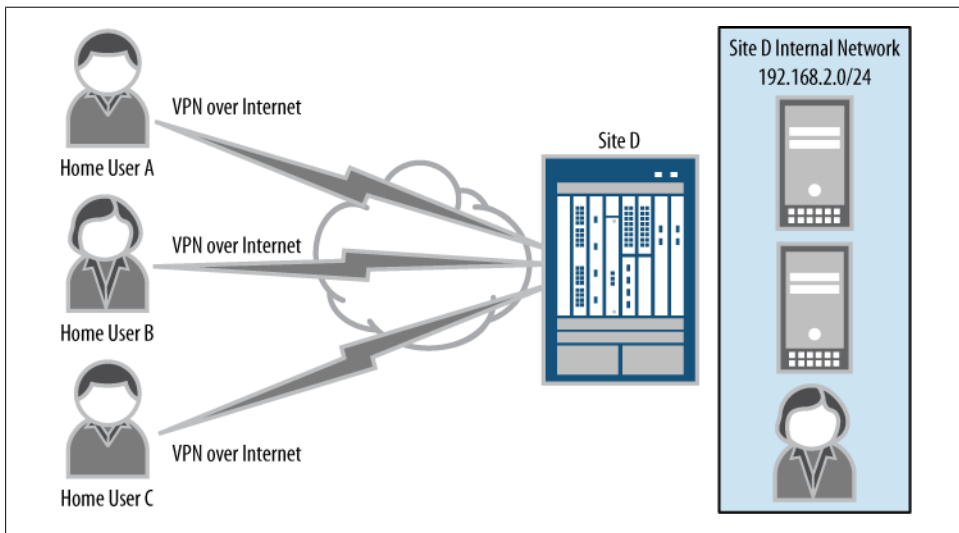 VPN over Internet
Home User A
VPN over Internet
Home User B
VPN over Internet
Home User C
Site D
Site D Internal Network
192.168.2.0/24